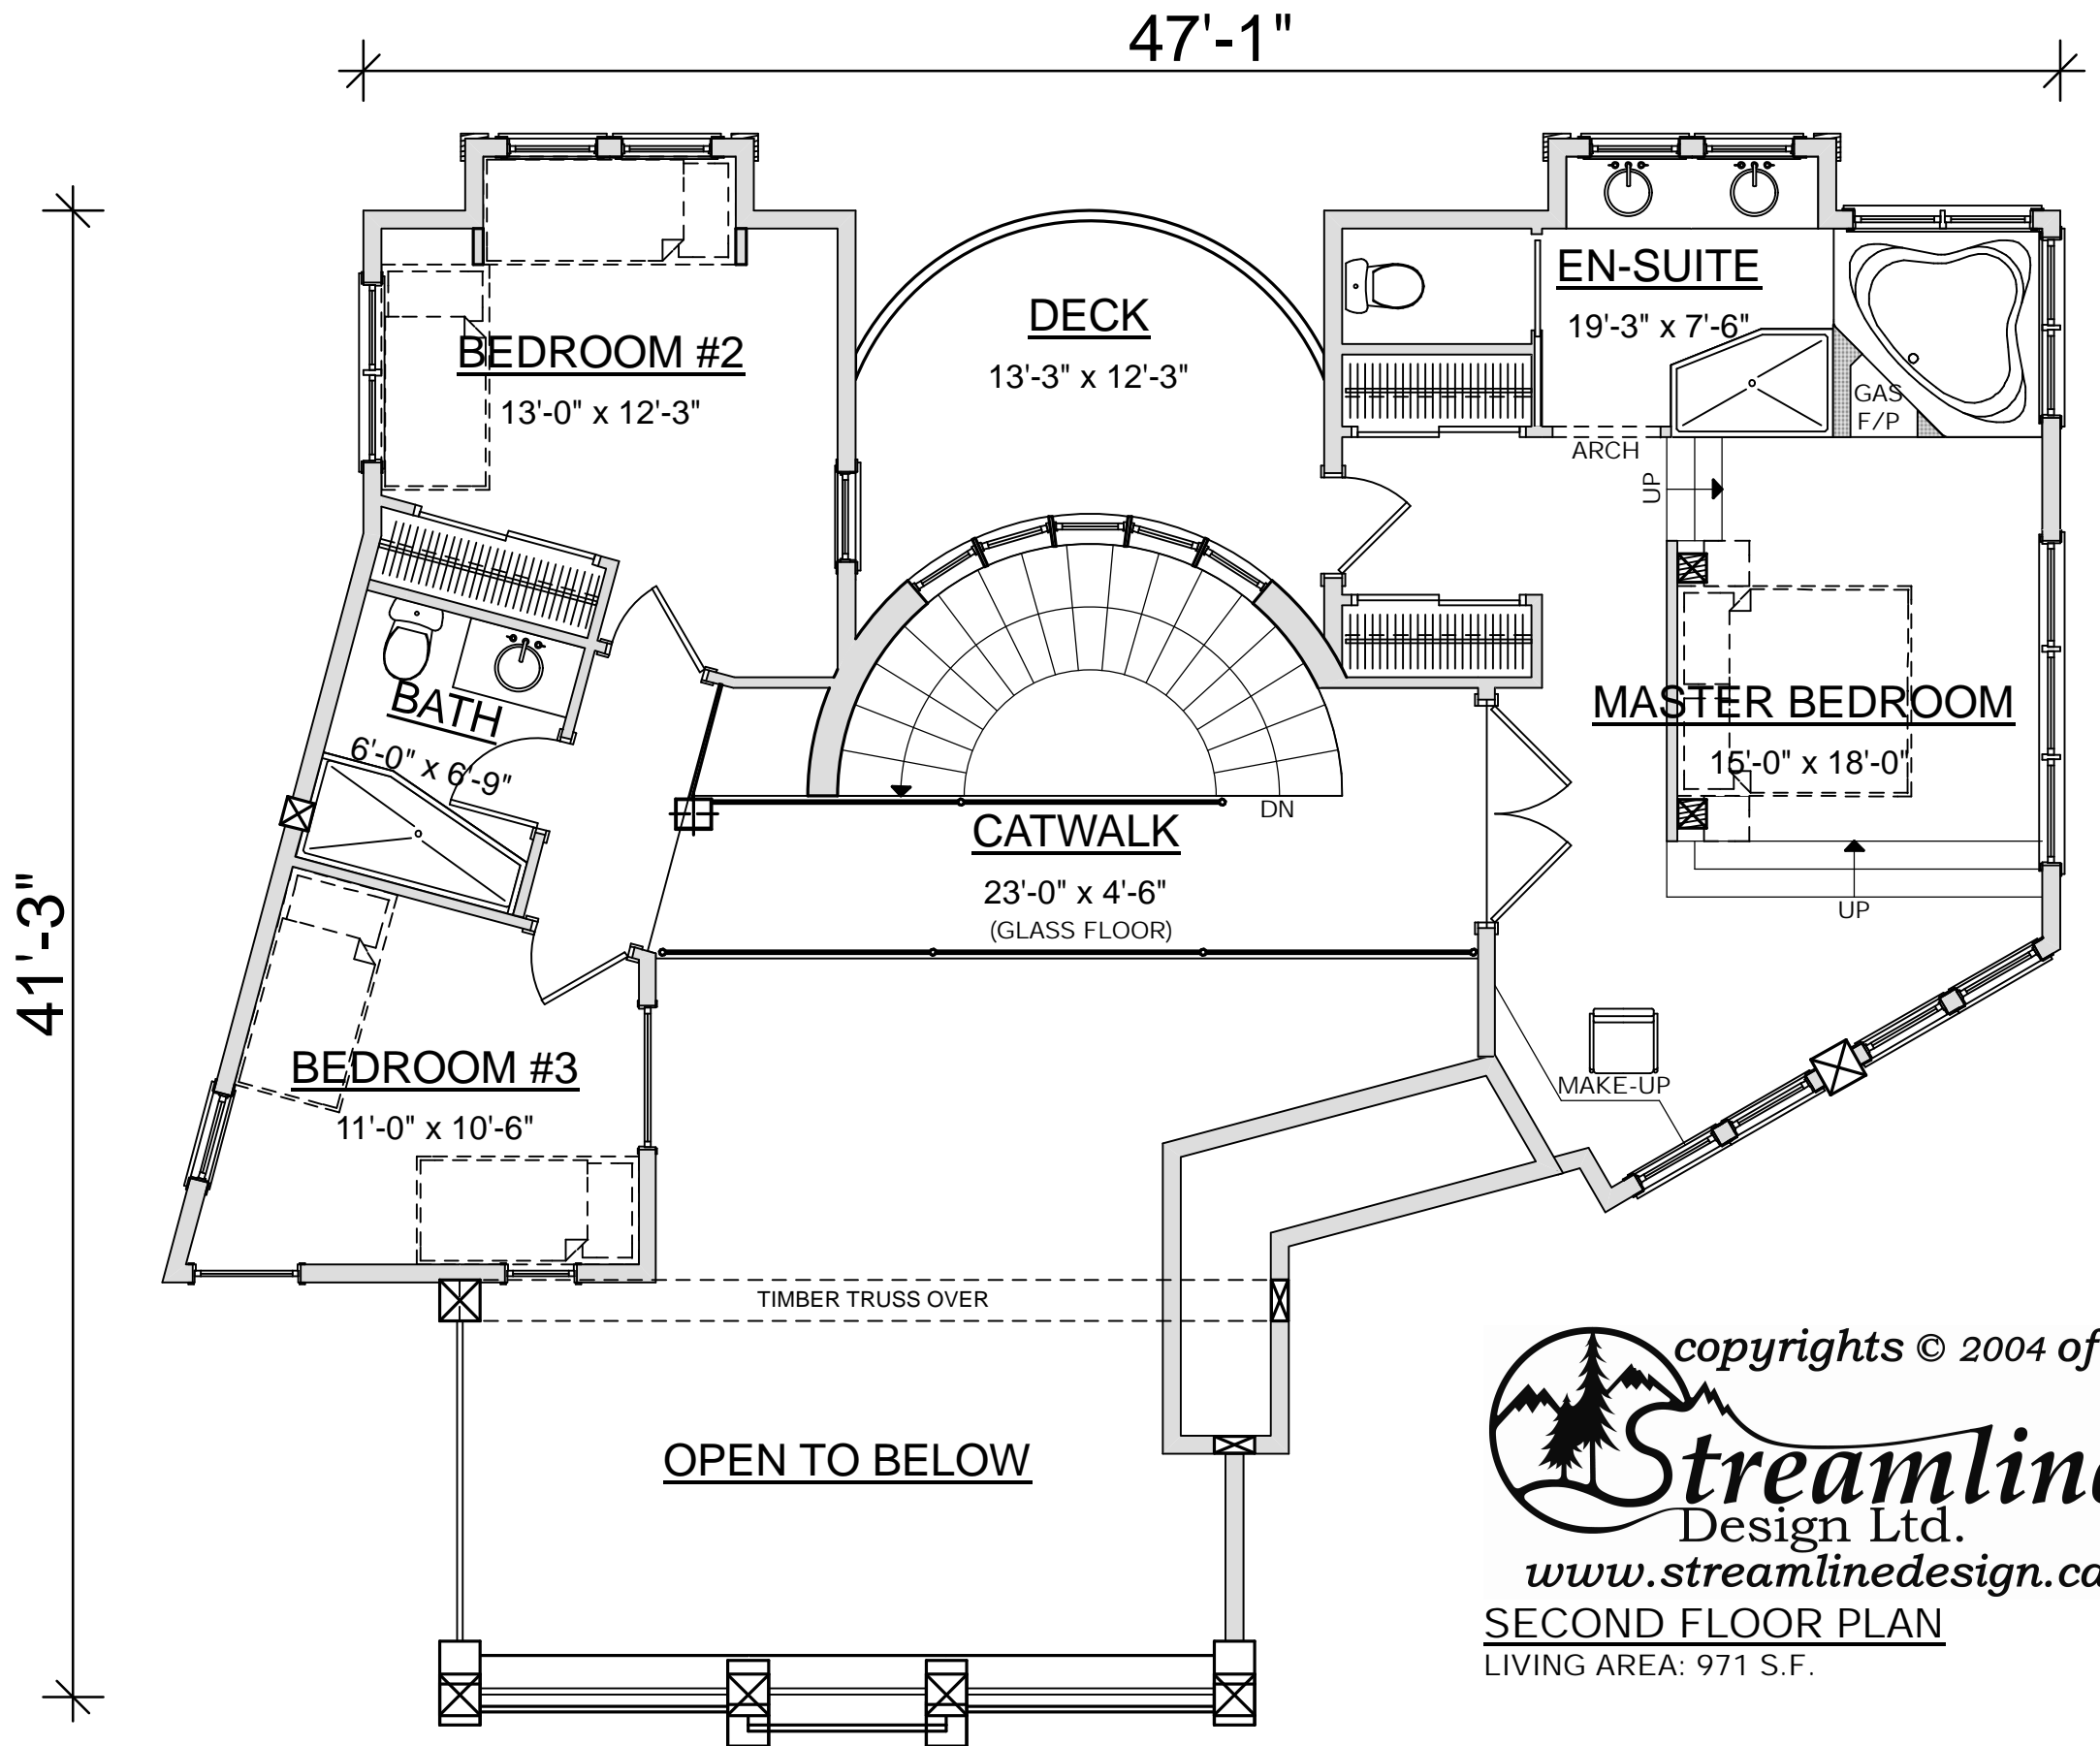 47'-1"
41'-3"
BEDROOM #2
13'-0" x 12'-3"
DECK
13'-3" x 12'-3"
EN-SUITE
19'-3" x 7'-6"
GAS
F/P
ARCH
UP
BATH
6'-0" x 6'-9"
MASTER BEDROOM
15'-0" x 18'-0"
DN
CATWALK
23'-0" x 4'-6"
(GLASS FLOOR)
UP
BEDROOM #3
11'-0" x 10'-6"
MAKE-UP
TIMBER TRUSS OVER
OPEN TO BELOW
copyrights © 2004 of
Streamline
Design Ltd.
www.streamlinedesign.ca
SECOND FLOOR PLAN
LIVING AREA: 971 S.F.